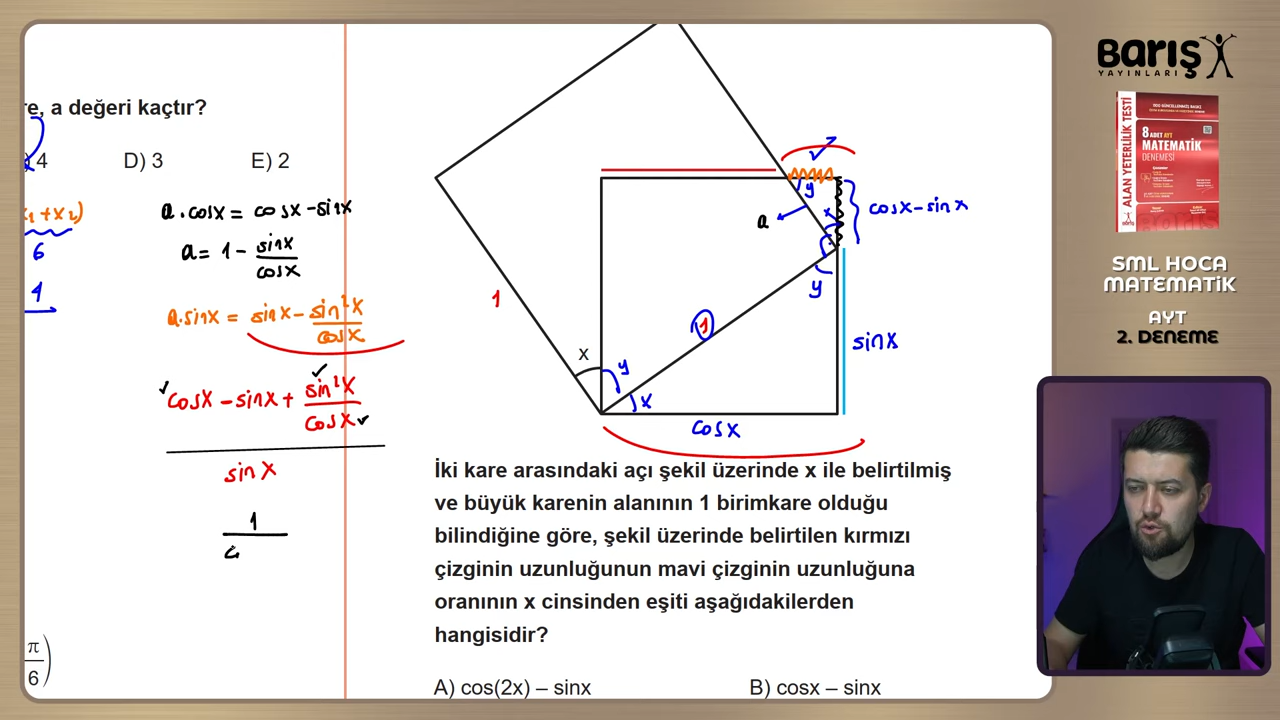 re, a değeri kaçtır?
4 D) 3 E) 2
x₁ + x₂)
6
1
a.cosx = cosx - sinx
a = 1 - sinx/cosx
a.sinx = sinx - sin²x/cosx
cosx - sinx + sin²x/cosx
sinx
1
π
6
a
y
x
cosx - sinx
y
1
1
sinx
x
y
x
cosx
İki kare arasındaki açı şekil üzerinde x ile belirtilmiş
ve büyük karenin alanının 1 birimkare olduğu
bilindiğine göre, şekil üzerinde belirtilen kırmızı
çizginin uzunluğunun mavi çizginin uzunluğuna
oranının x cinsinden eşiti aşağıdakilerden
hangisidir?
A) cos(2x) – sinx B) cosx – sinx
BARIŞ
YAYINLARI
ALAN YETERLİLİK TESTİ
8 ADET AYT
MATEMATİK
DENEMESİ
SML HOCA
MATEMATİK
AYT
2. DENEME